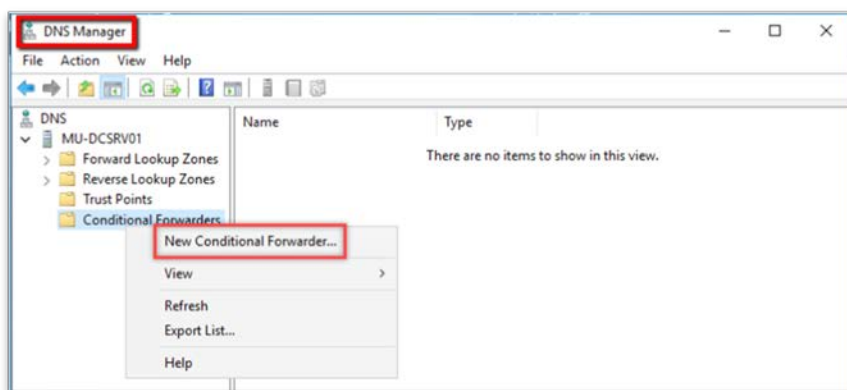 DNS Manager
File Action View Help
DNS
MU-DCSRV01
Forward Lookup Zones
Reverse Lookup Zones
Trust Points
Conditional Forwarders
Name Type
There are no items to show in this view.
New Conditional Forwarder...
View
Refresh
Export List...
Help